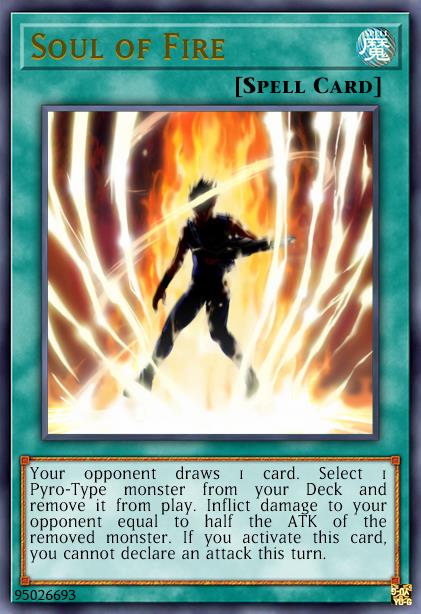 Soul of Fire
SPELL
魔
[Spell Card]
Your opponent draws 1 card. Select 1
Pyro-Type monster from your Deck and
remove it from play. Inflict damage to your
opponent equal to half the ATK of the
removed monster. If you activate this card,
you cannot declare an attack this turn.
95026693